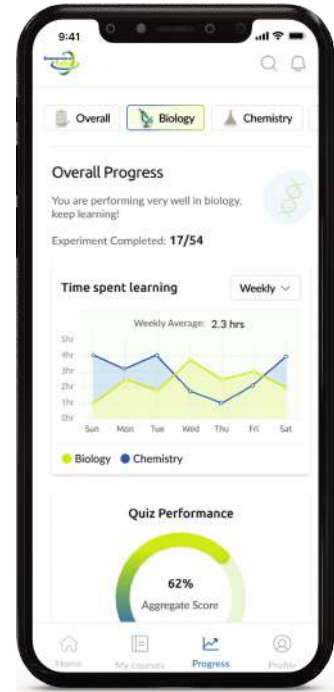 9:41
Overall
Biology
Chemistry
Overall Progress
You are performing very well in biology,
keep learning!
Experiment Completed: 17/54
Time spent learning
Weekly
Weekly Average: 2.3 hrs
5hr
4hr
3hr
2hr
1hr
0hr
Sun Mon Tue Wed Thu Fri Sat
Biology Chemistry
Quiz Performance
62%
Aggregate Score
Home My courses Progress Profile